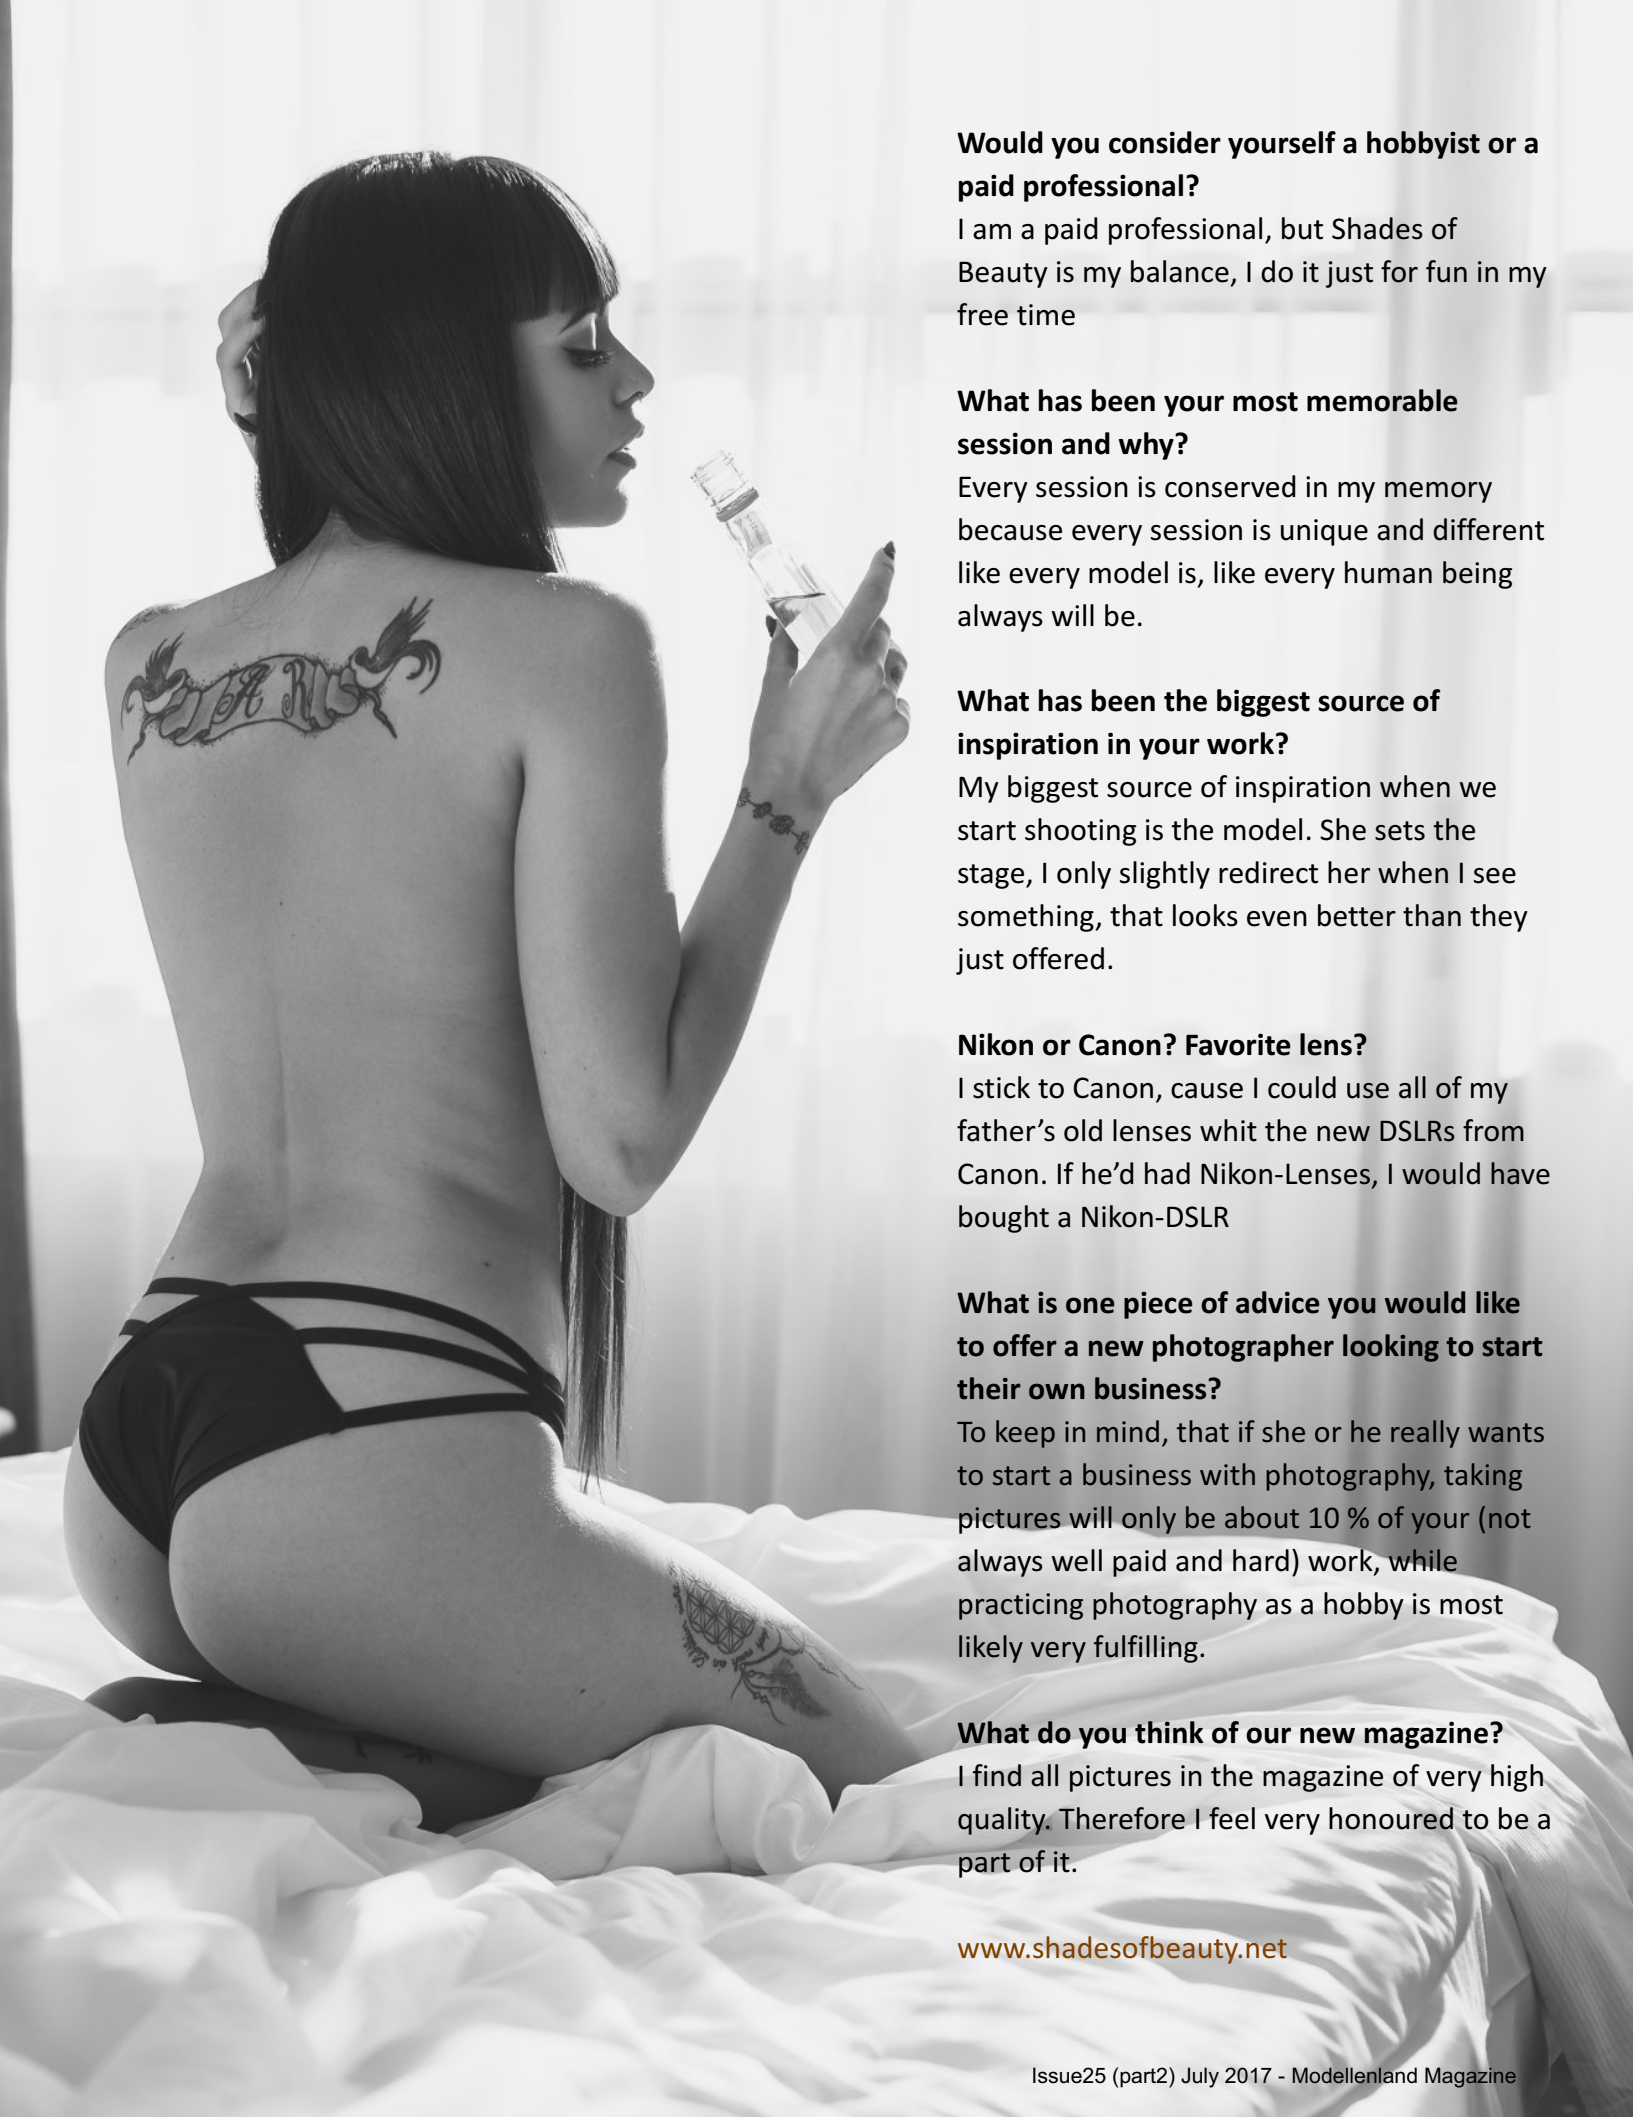 Would you consider yourself a hobbyist or a
paid professional?
I am a paid professional, but Shades of
Beauty is my balance, I do it just for fun in my
free time
What has been your most memorable
session and why?
Every session is conserved in my memory
because every session is unique and different
like every model is, like every human being
always will be.
What has been the biggest source of
inspiration in your work?
My biggest source of inspiration when we
start shooting is the model. She sets the
stage, I only slightly redirect her when I see
something, that looks even better than they
just offered.
Nikon or Canon? Favorite lens?
I stick to Canon, cause I could use all of my
father’s old lenses whit the new DSLRs from
Canon. If he’d had Nikon-Lenses, I would have
bought a Nikon-DSLR
What is one piece of advice you would like
to offer a new photographer looking to start
their own business?
To keep in mind, that if she or he really wants
to start a business with photography, taking
pictures will only be about 10 % of your (not
always well paid and hard) work, while
practicing photography as a hobby is most
likely very fulfilling.
What do you think of our new magazine?
I find all pictures in the magazine of very high
quality. Therefore I feel very honoured to be a
part of it.
www.shadesofbeauty.net
Issue25 (part2) July 2017 - Modellenland Magazine